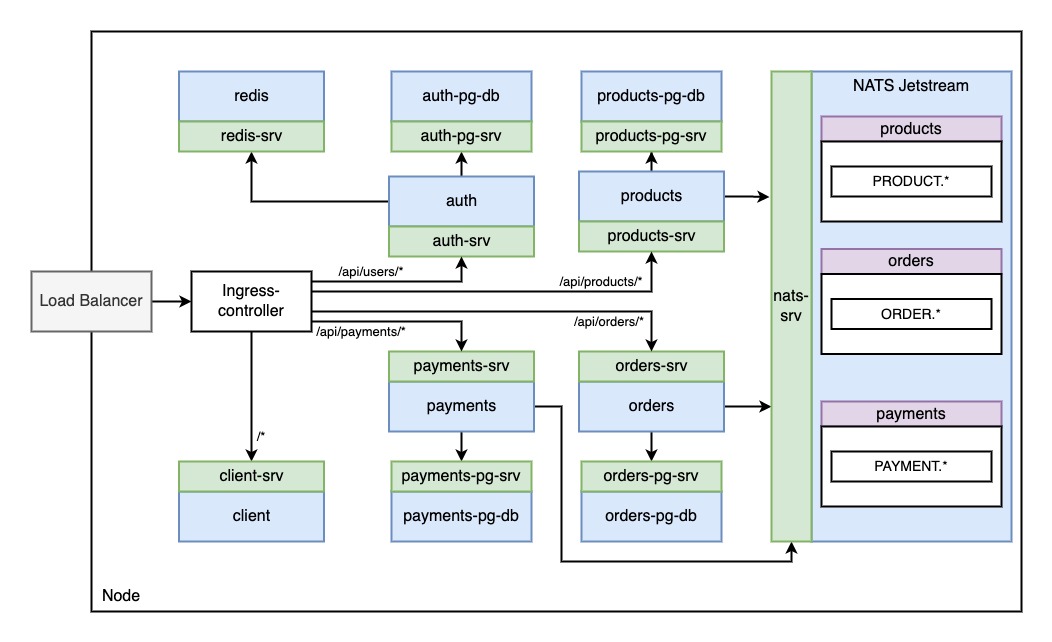 redis
redis-srv
auth-pg-db
auth-pg-srv
products-pg-db
products-pg-srv
NATS Jetstream
products
PRODUCT.*
auth
auth-srv
products
products-srv
orders
ORDER.*
/api/users/*
/api/products/*
Load Balancer
Ingress-
controller
nats-
srv
/api/payments/*
/api/orders/*
payments-srv
payments
orders-srv
orders
payments
PAYMENT.*
/*
client-srv
client
payments-pg-srv
payments-pg-db
orders-pg-srv
orders-pg-db
Node